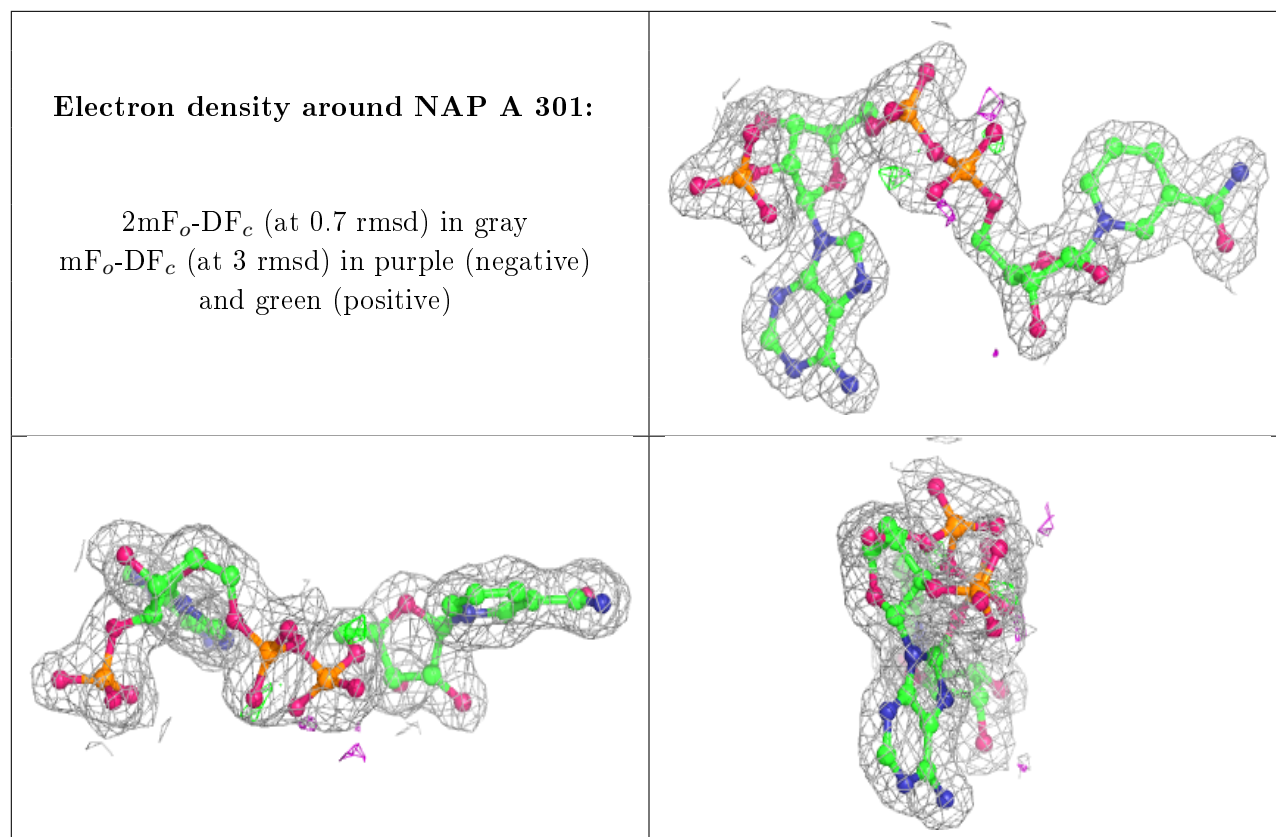 Electron density around NAP A 301:
2mFo-DFc (at 0.7 rmsd) in gray
mFo-DFc (at 3 rmsd) in purple (negative)
and green (positive)